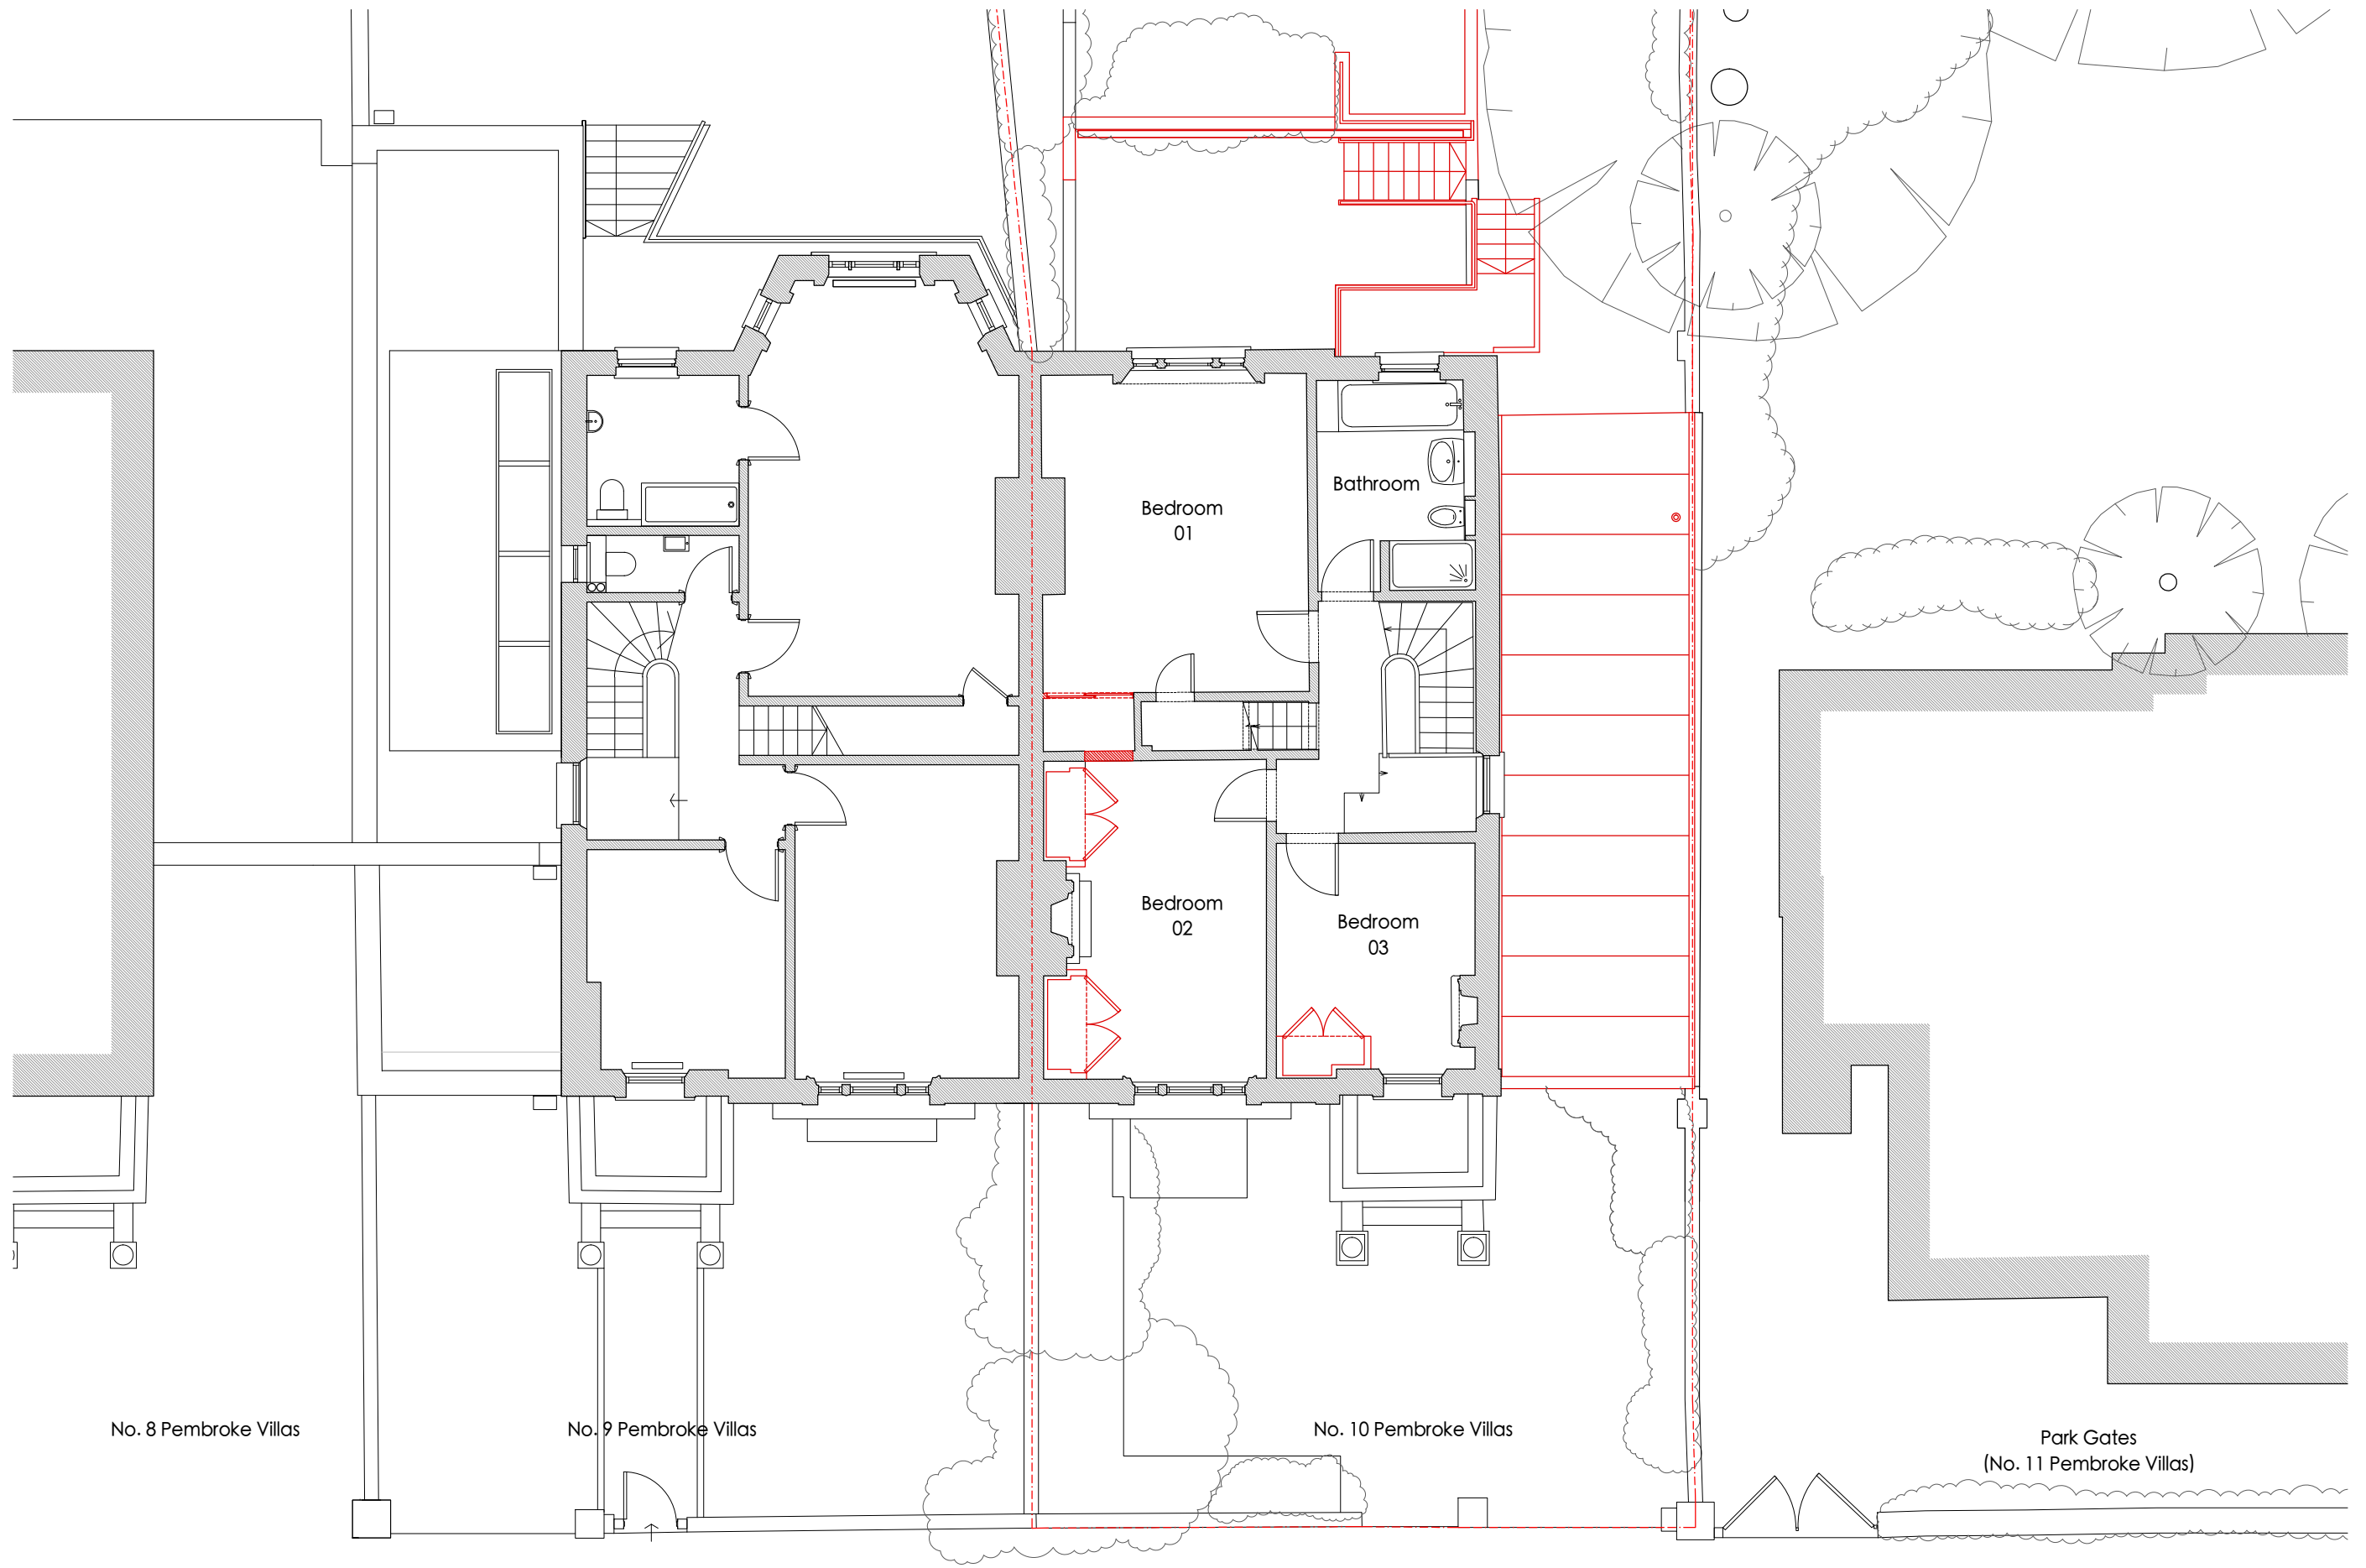 Bedroom
01
Bathroom
Bedroom
02
Bedroom
03
No. 8 Pembroke Villas
No. 9 Pembroke Villas
No. 10 Pembroke Villas
Park Gates
(No. 11 Pembroke Villas)